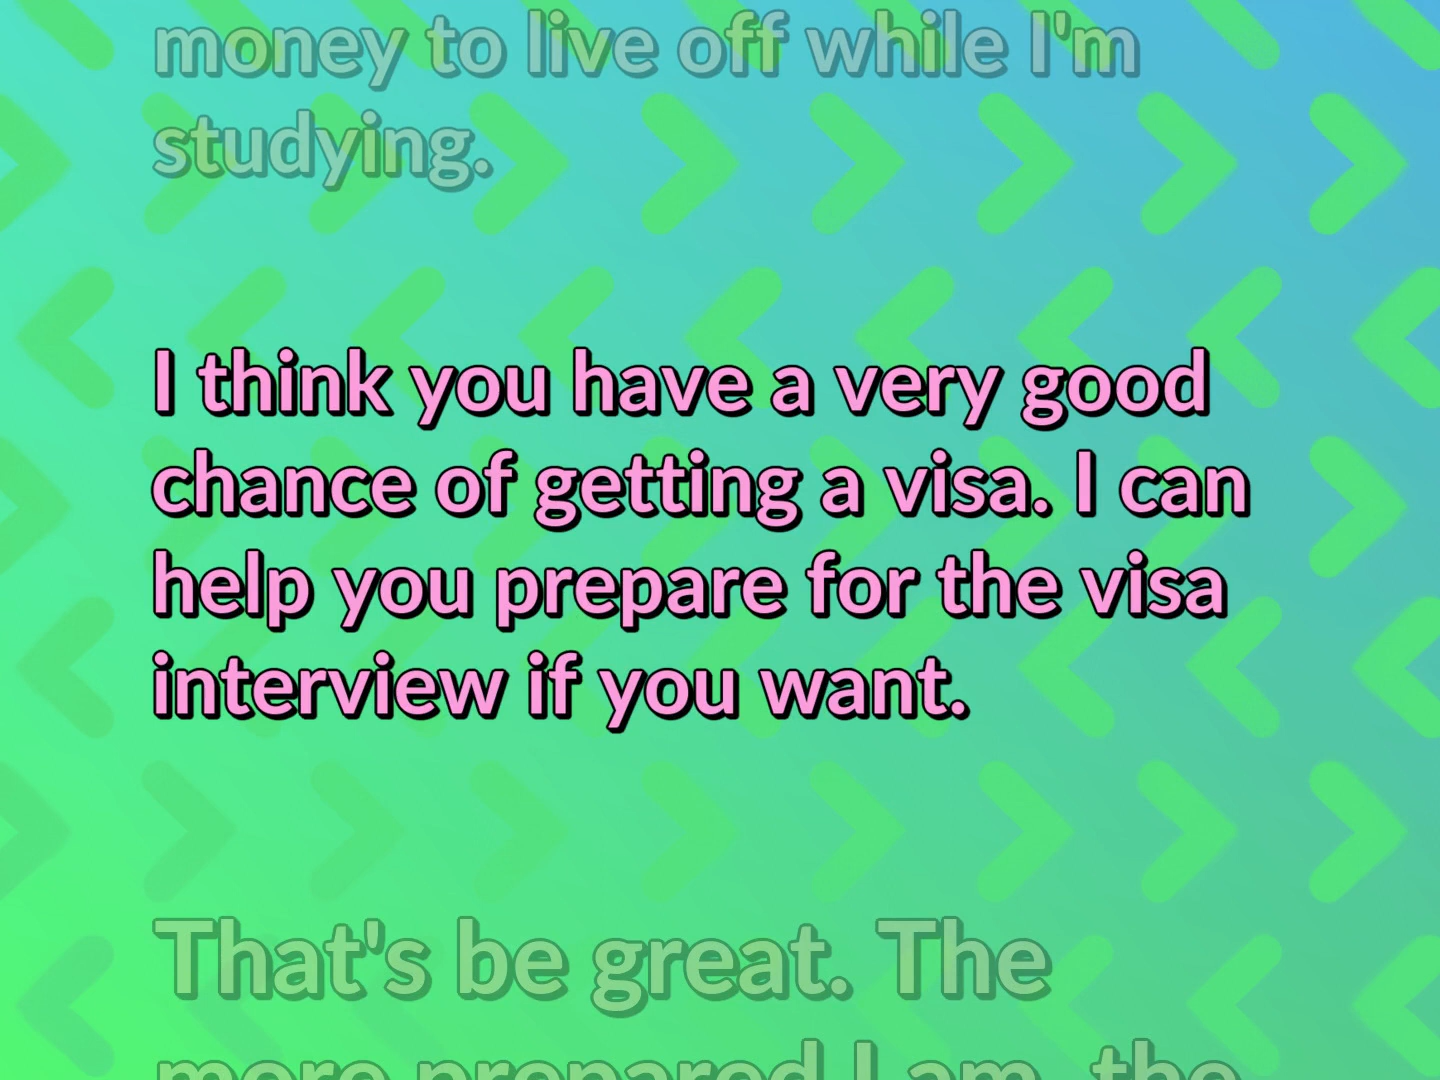 money to live off while I'm
studying.
I think you have a very good
chance of getting a visa. I can
help you prepare for the visa
interview if you want.
That's be great. The
more prepared I am, the